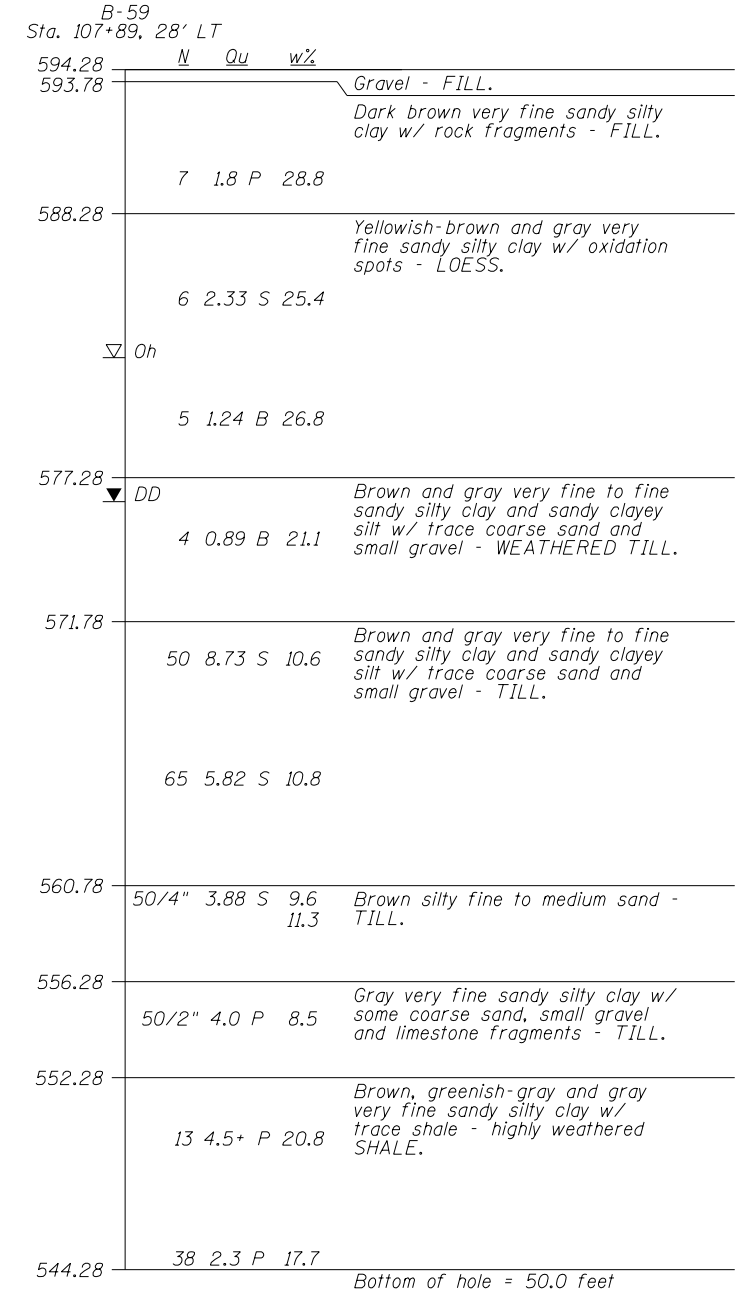 B-59
Sta. 107+89, 28' LT
N Qu w%
594.28
593.78
Gravel - FILL.
Dark brown very fine sandy silty
clay w/ rock fragments - FILL.
7 1.8 P 28.8
588.28
Yellowish-brown and gray very
fine sandy silty clay w/ oxidation
spots - LOESS.
6 2.33 S 25.4
0h
5 1.24 B 26.8
577.28
DD
Brown and gray very fine to fine
sandy silty clay and sandy clayey
silt w/ trace coarse sand and
small gravel - WEATHERED TILL.
4 0.89 B 21.1
571.78
Brown and gray very fine to fine
sandy silty clay and sandy clayey
silt w/ trace coarse sand and
small gravel - TILL.
50 8.73 S 10.6
65 5.82 S 10.8
560.78
50/4" 3.88 S 9.6
11.3
Brown silty fine to medium sand -
TILL.
556.28
Gray very fine sandy silty clay w/
some coarse sand, small gravel
and limestone fragments - TILL.
50/2" 4.0 P 8.5
552.28
Brown, greenish-gray and gray
very fine sandy silty clay w/
trace shale - highly weathered
SHALE.
13 4.5+ P 20.8
38 2.3 P 17.7
544.28
Bottom of hole = 50.0 feet